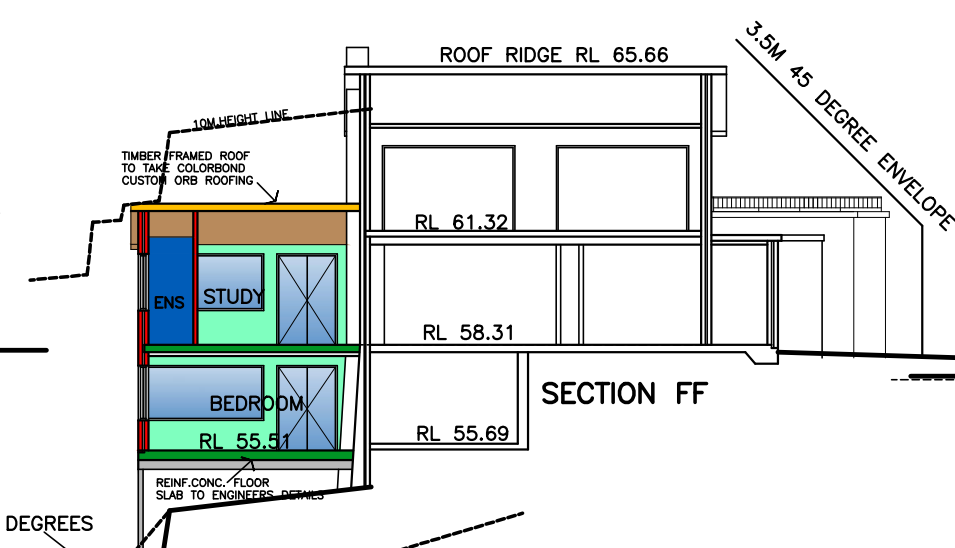 ROOF RIDGE RL 65.66
3.5M 45 DEGREE ENVELOPE
10M.HEIGHT LINE
TIMBER FRAMED ROOF
TO TAKE COLORBOND
CUSTOM ORB ROOFING
RL 61.32
ENS
STUDY
RL 58.31
BEDROOM
SECTION FF
RL 55.51
RL 55.69
REINF.CONC. FLOOR
SLAB TO ENGINEERS DETAILS
DEGREES